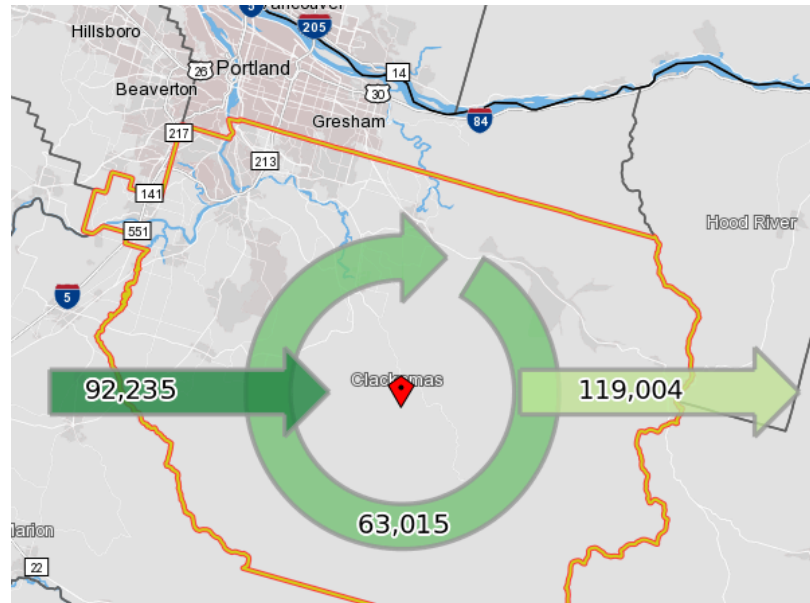 5
Vancouver
205
Hillsboro
26
Portland
14
Beaverton
30
Gresham
84
217
213
141
Hood River
551
5
Clackamas
92,235
119,004
63,015
Marion
22